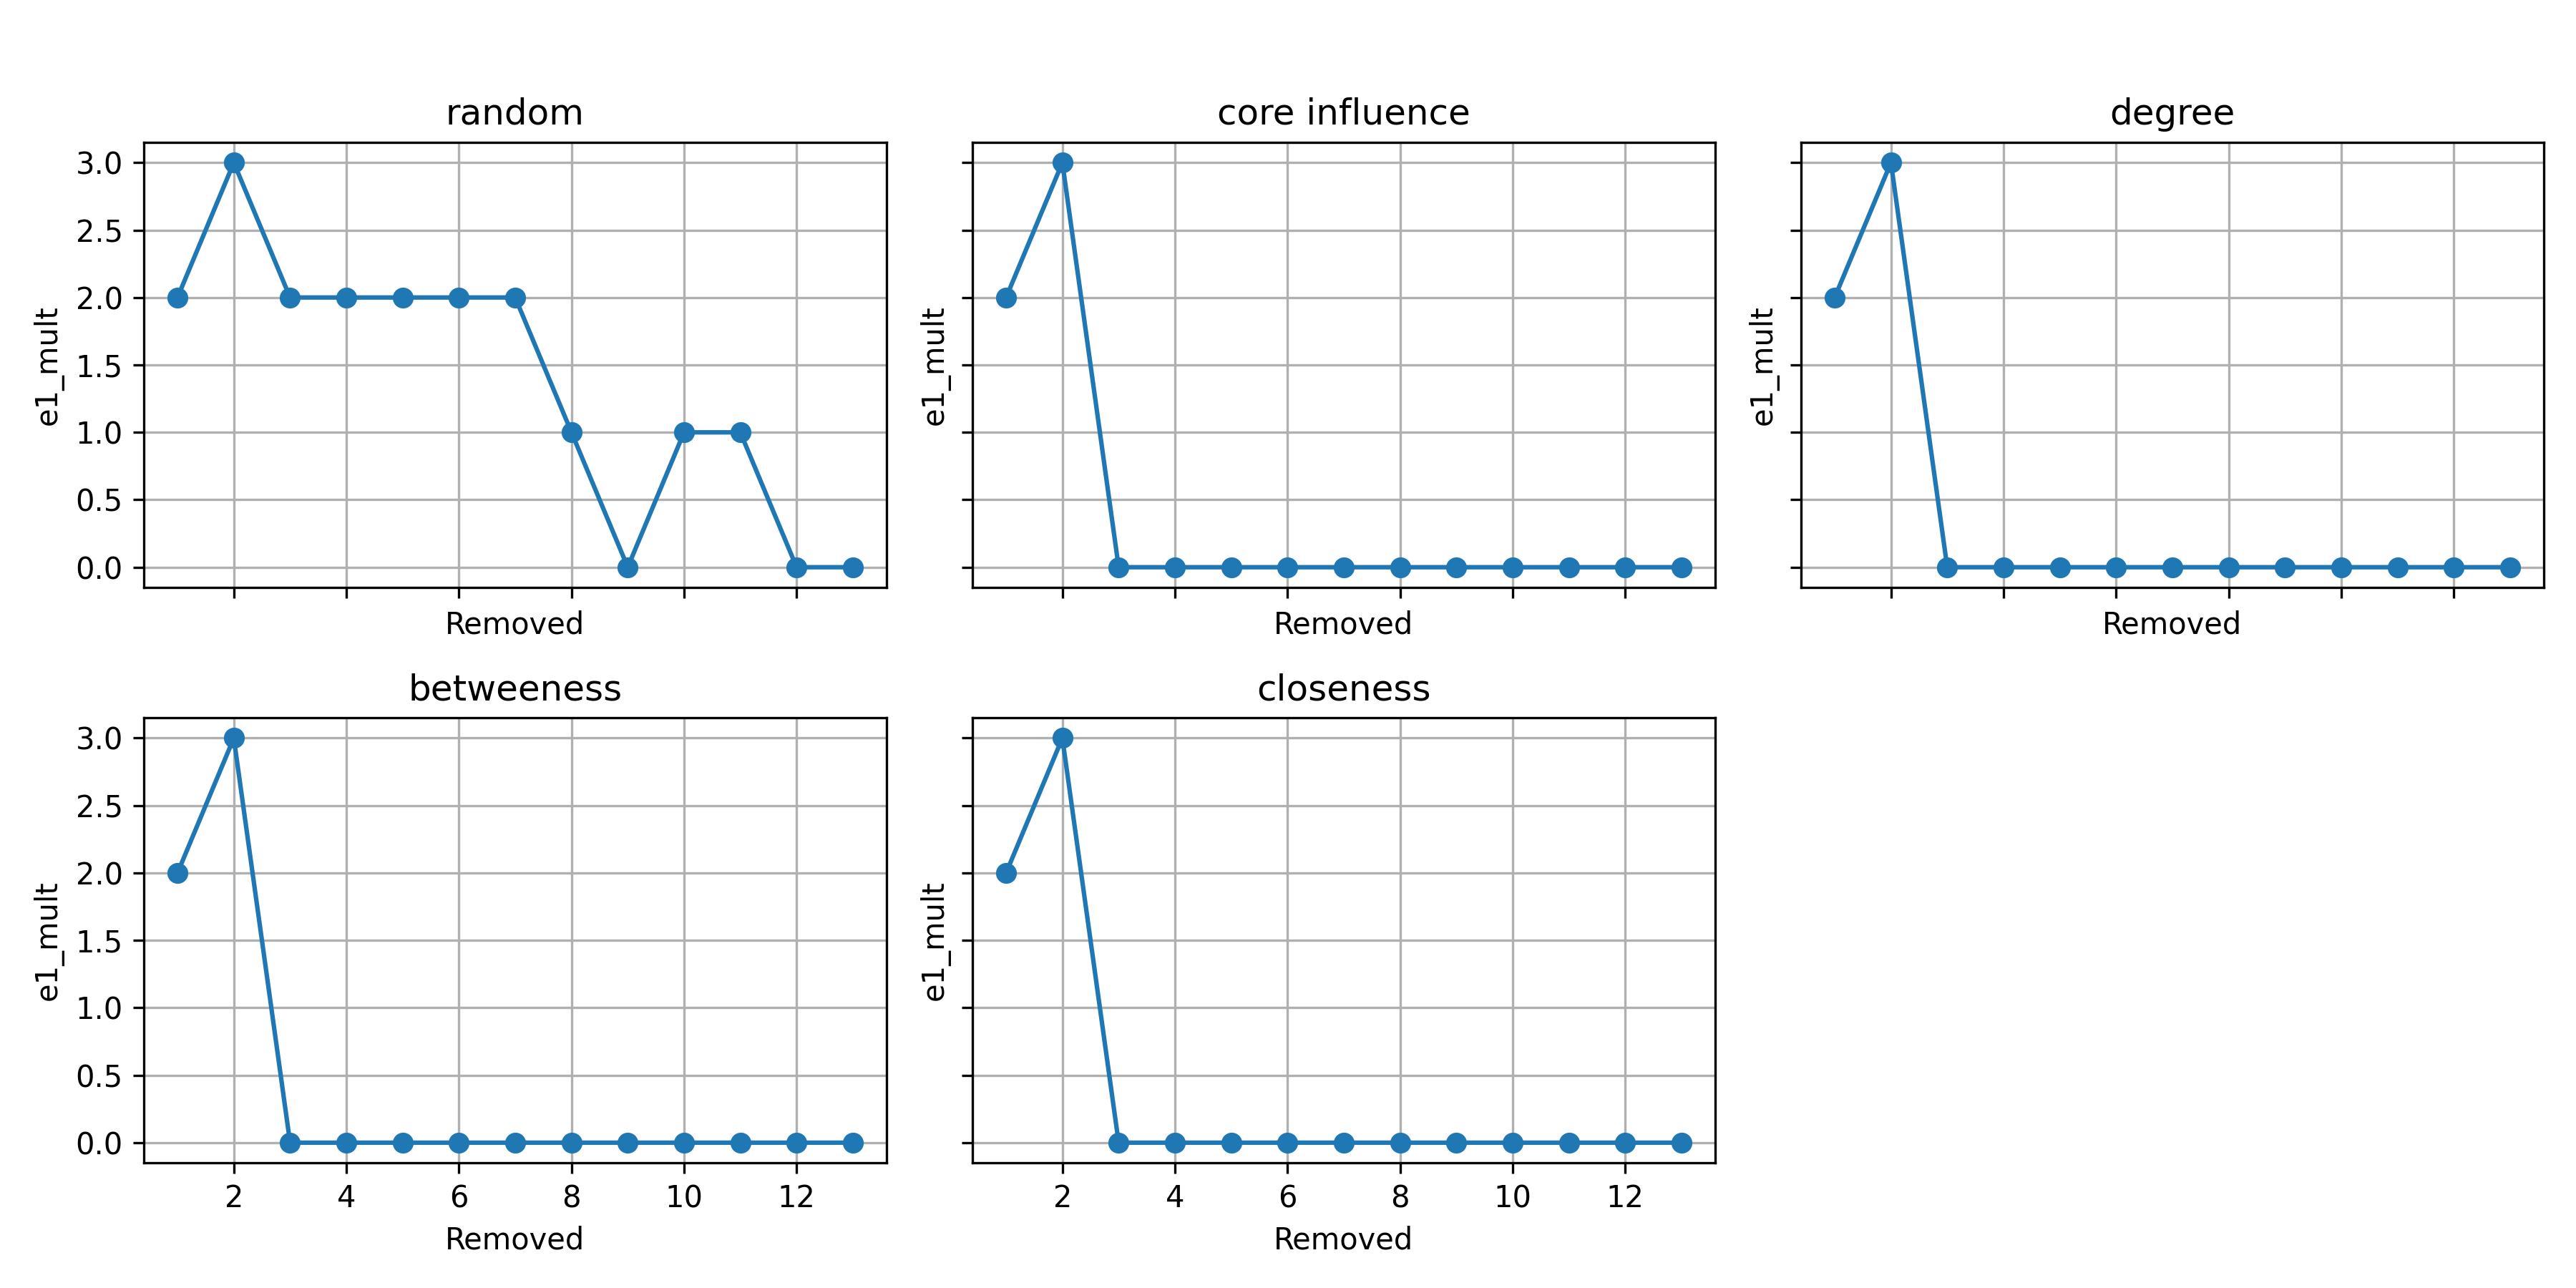 random
3.0
2.5
2.0
1.5
1.0
0.5
0.0
e1_mult
Removed
core influence
e1_mult
Removed
degree
e1_mult
Removed
betweeness
3.0
2.5
2.0
1.5
1.0
0.5
0.0
e1_mult
2 4 6 8 10 12
Removed
closeness
e1_mult
2 4 6 8 10 12
Removed